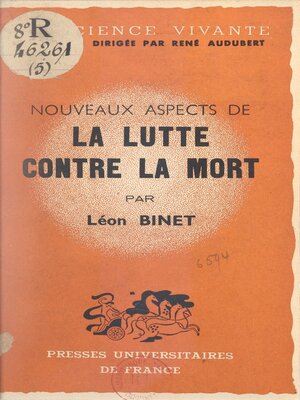 8° R
46261
(5)
SCIENCE VIVANTE
DIRIGÉE PAR RENÉ AUDUBERT
NOUVEAUX ASPECTS DE
LA LUTTE
CONTRE LA MORT
PAR
Léon BINET
6594
PRESSES UNIVERSITAIRES
DE FRANCE